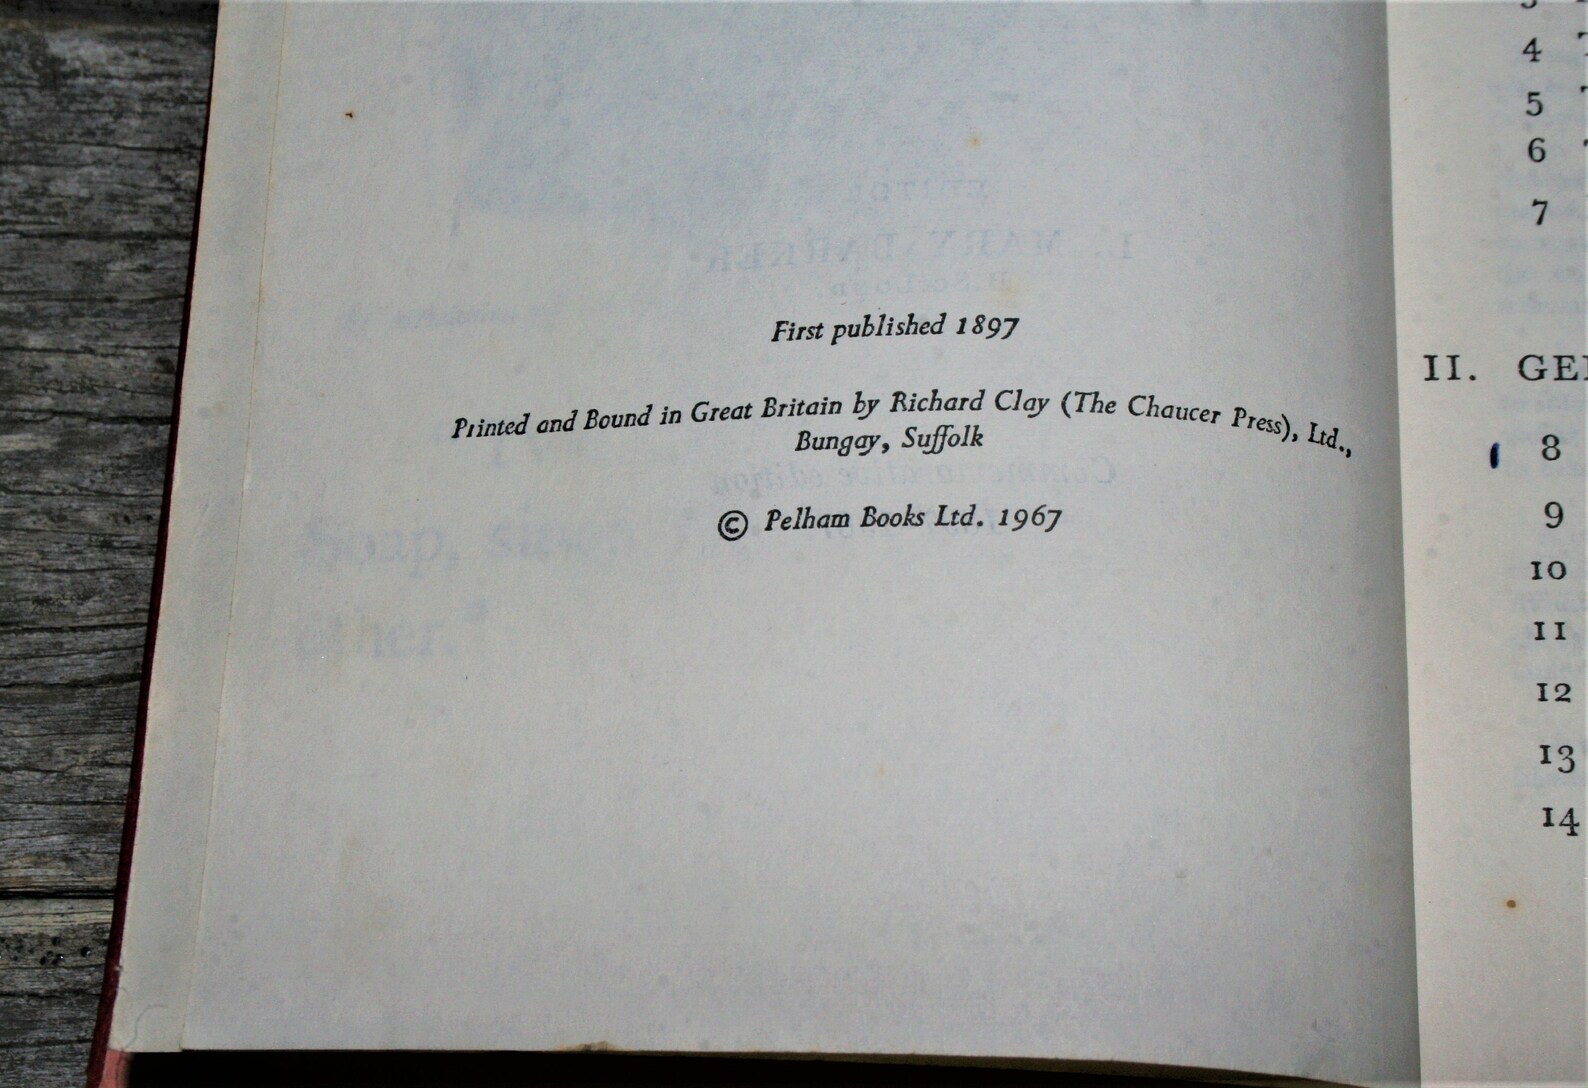 First published 1897
Printed and Bound in Great Britain by Richard Clay (The Chaucer Press), Ltd.,
Bungay, Suffolk
© Pelham Books Ltd. 1967
4
5
6
7
II.
8
9
10
11
12
13
14